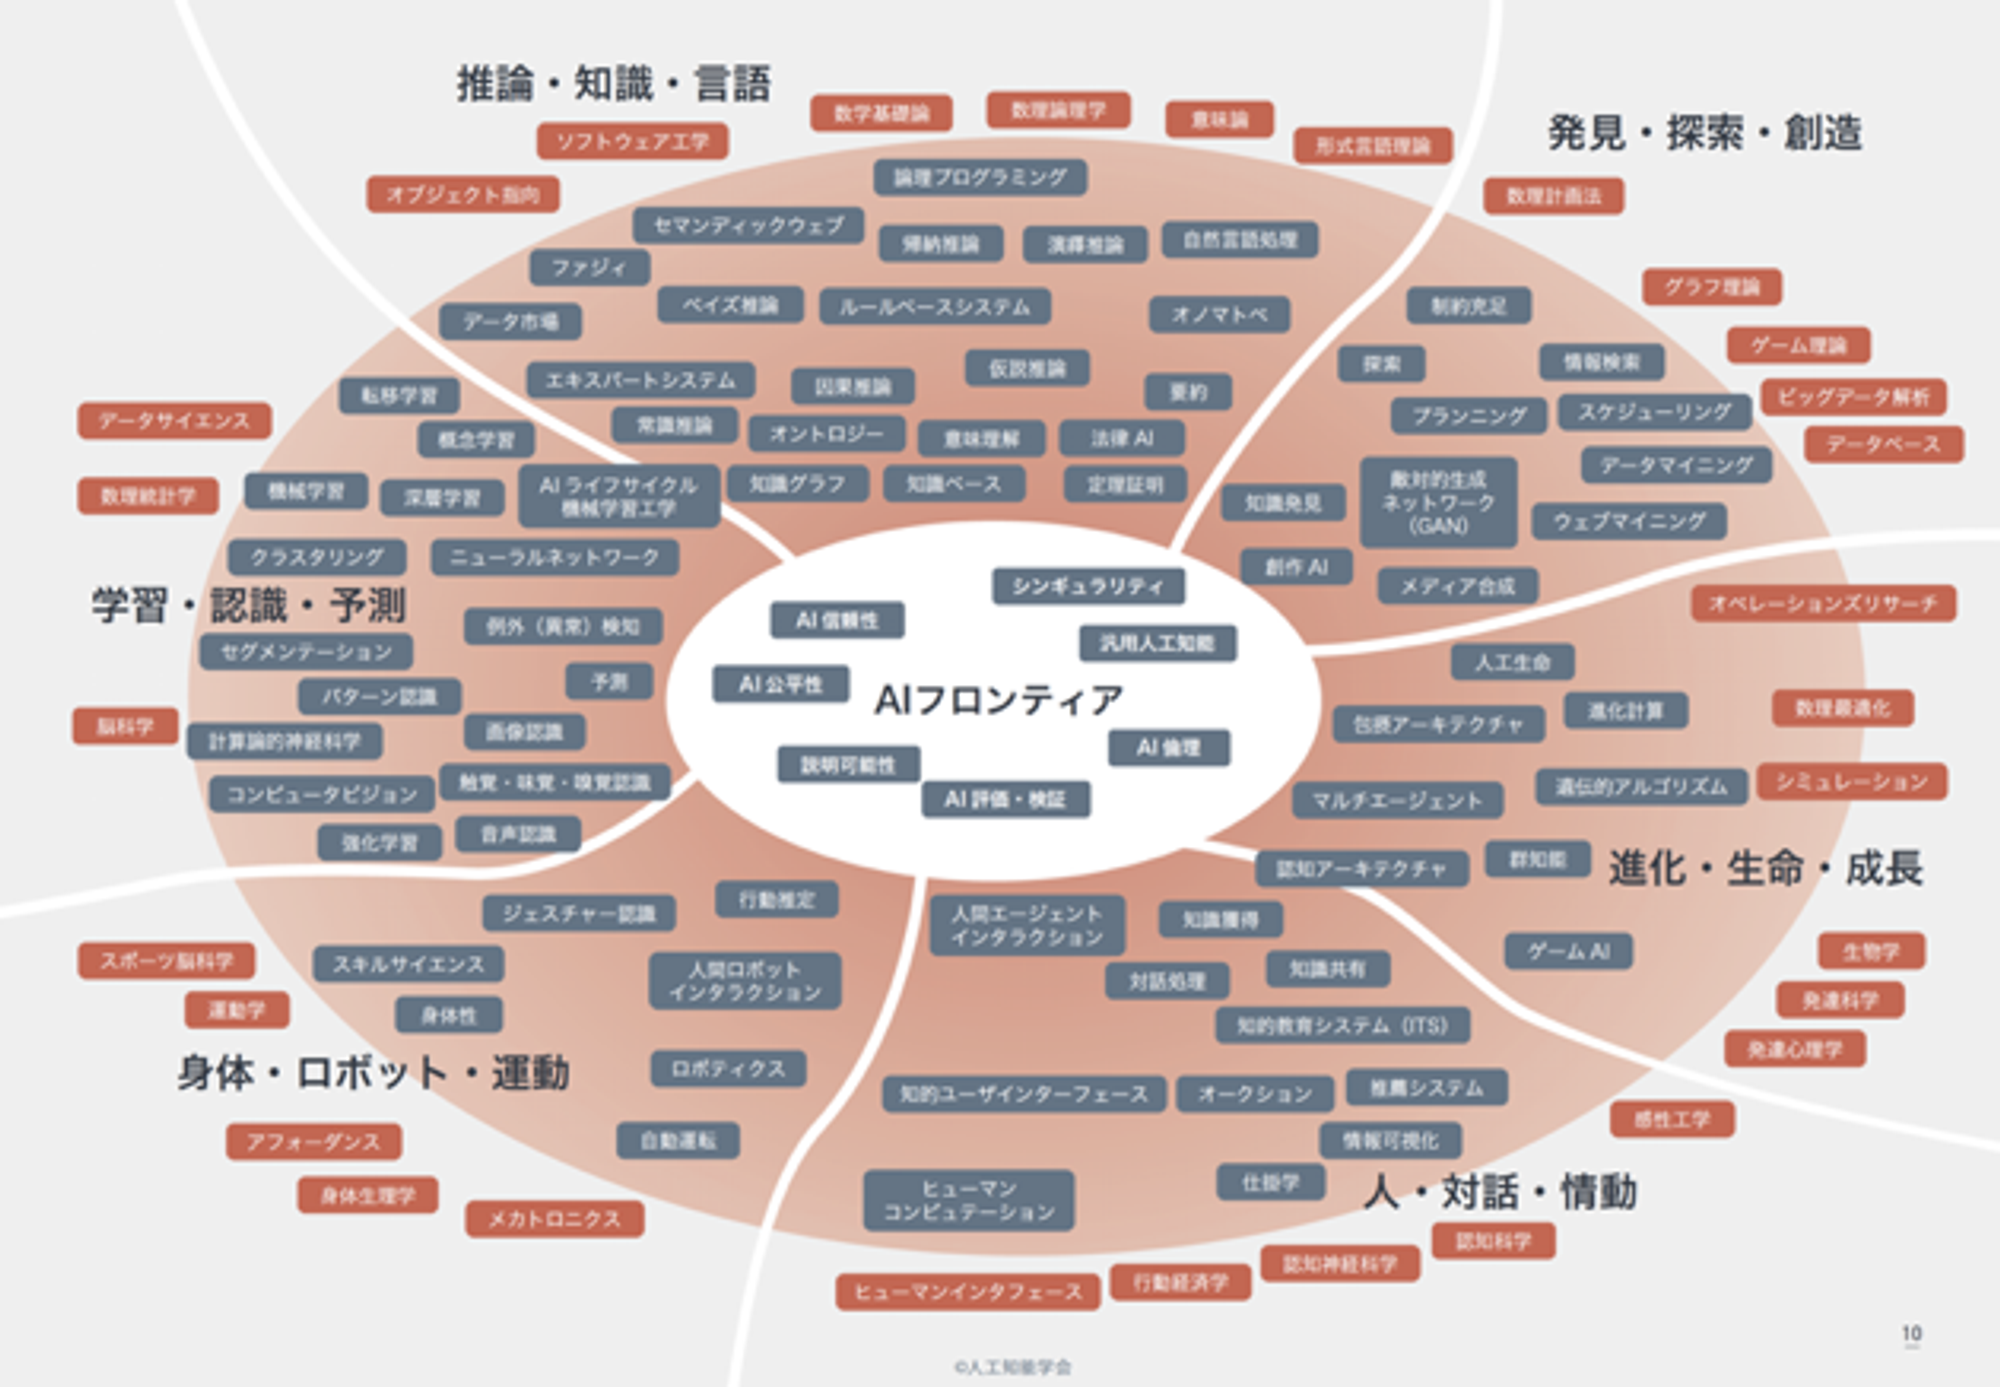 推論・知識・言語
数学基礎論
数理論理学
意味論
形式言語理論
ソフトウェア工学
オブジェクト指向
論理プログラミング
セマンディックウェブ
帰納推論
演繹推論
自然言語処理
ファジィ
ベイズ推論
ルールベースシステム
オノマトペ
データ市場
エキスパートシステム
因果推論
仮説推論
要約
常識推論
オントロジー
意味理解
法律 AI
知識グラフ
知識ベース
定理証明
発見・探索・創造
数理計画法
グラフ理論
ゲーム理論
ビッグデータ解析
データベース
制約充足
探索
情報検索
プランニング
スケジューリング
データマイニング
知識発見
敵対的生成
ネットワーク
(GAN)
ウェブマイニング
創作 AI
メディア合成
学習・認識・予測
データサイエンス
数理統計学
脳科学
転移学習
概念学習
機械学習
深層学習
AI ライフサイクル
機械学習工学
クラスタリング
ニューラルネットワーク
例外（異常）検知
セグメンテーション
予測
パターン認識
画像認識
計算論的神経科学
触覚・味覚・嗅覚認識
コンピュータビジョン
強化学習
音声認識
AIフロンティア
シンギュラリティ
AI 信頼性
汎用人工知能
AI 公平性
AI 倫理
説明可能性
AI 評価・検証
進化・生命・成長
オペレーションズリサーチ
数理最適化
シミュレーション
人工生命
包摂アーキテクチャ
進化計算
マルチエージェント
遺伝的アルゴリズム
認知アーキテクチャ
群知能
ゲーム AI
生物学
発達科学
発達心理学
身体・ロボット・運動
ジェスチャー認識
行動推定
スポーツ脳科学
スキルサイエンス
人間ロボット
インタラクション
運動学
身体性
ロボティクス
アフォーダンス
自動運転
身体生理学
メカトロニクス
人・対話・情動
人間エージェント
インタラクション
知識獲得
対話処理
知識共有
知的教育システム（ITS）
知的ユーザインターフェース
オークション
推薦システム
感性工学
情報可視化
仕掛学
ヒューマン
コンピュテーション
認知科学
認知神経科学
行動経済学
ヒューマンインタフェース
10
©人工知能学会